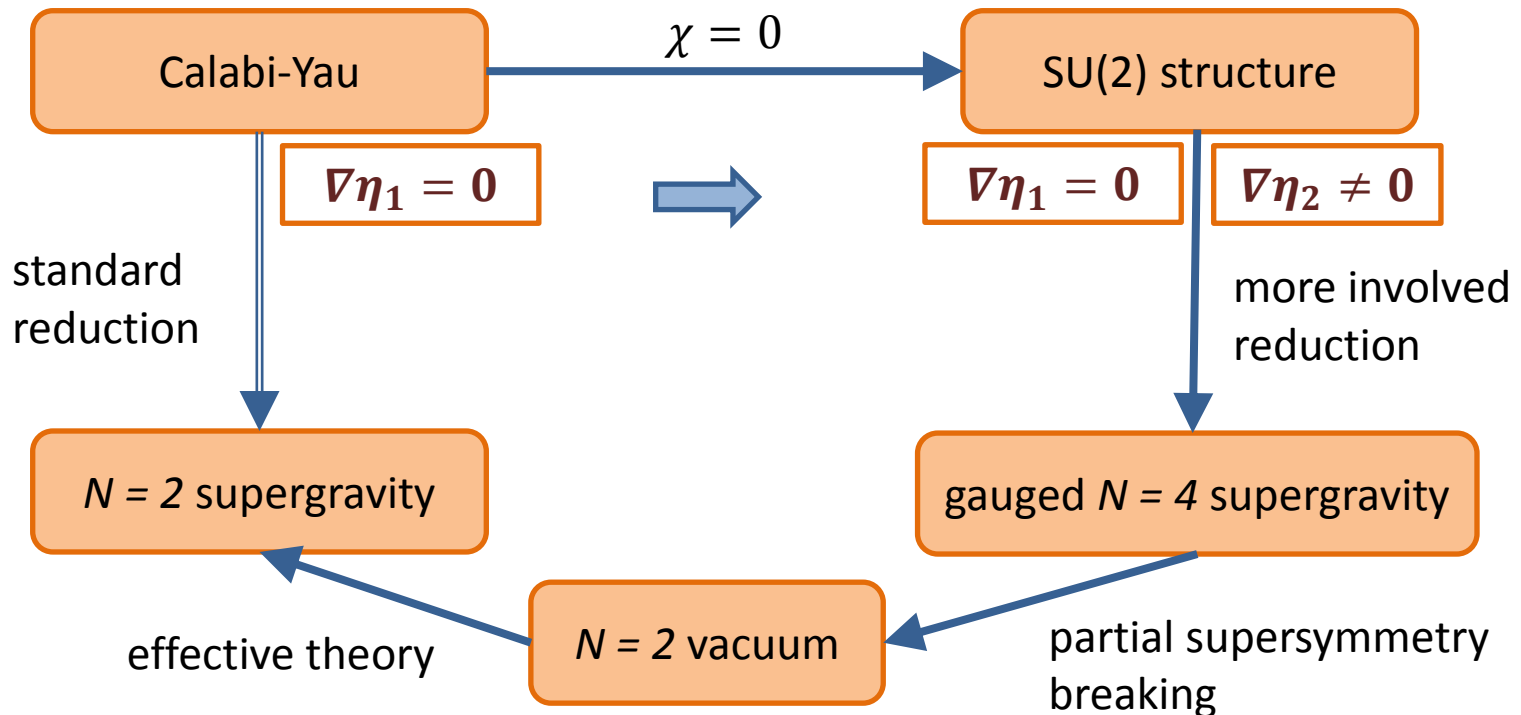 χ = 0
Calabi-Yau
SU(2) structure
∇η₁ = 0
∇η₁ = 0
∇η₂ ≠ 0
standard
reduction
more involved
reduction
N = 2 supergravity
gauged N = 4 supergravity
effective theory
N = 2 vacuum
partial supersymmetry
breaking